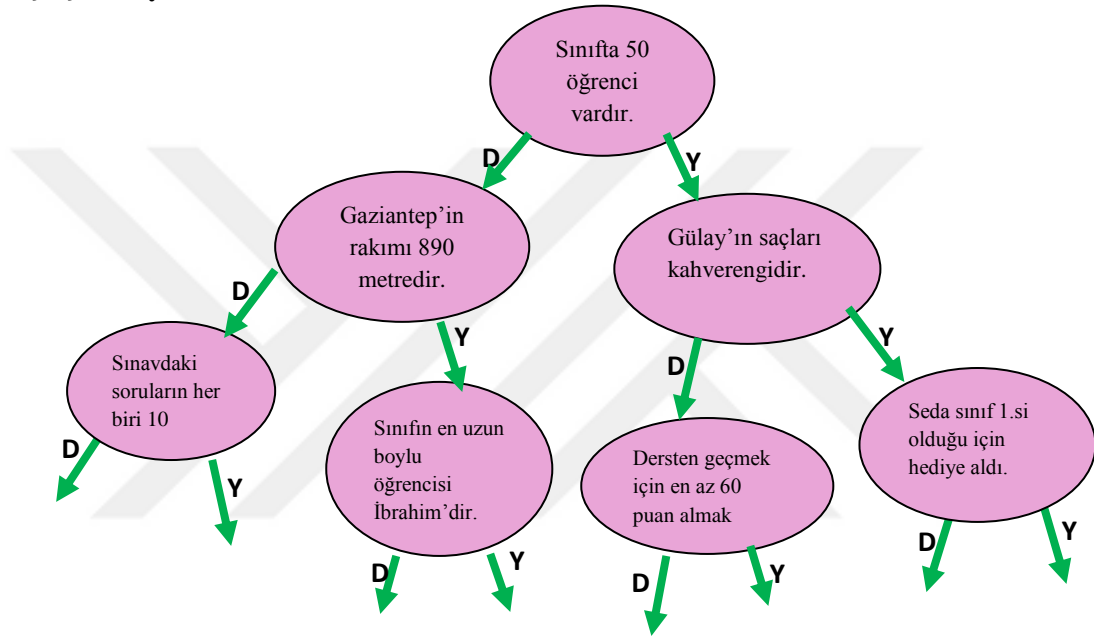 Sınıfta 50
öğrenci
vardır.
D
Y
Gaziantep’in
rakımı 890
metredir.
Gülay’ın saçları
kahverengidir.
D
Y
D
Y
Sınavdaki
soruların her
biri 10
Sınıfın en uzun
boylu
öğrencisi
İbrahim’dir.
Dersten geçmek
için en az 60
puan almak
Seda sınıf 1.si
olduğu için
hediye aldı.
D
Y
D
Y
D
Y
D
Y